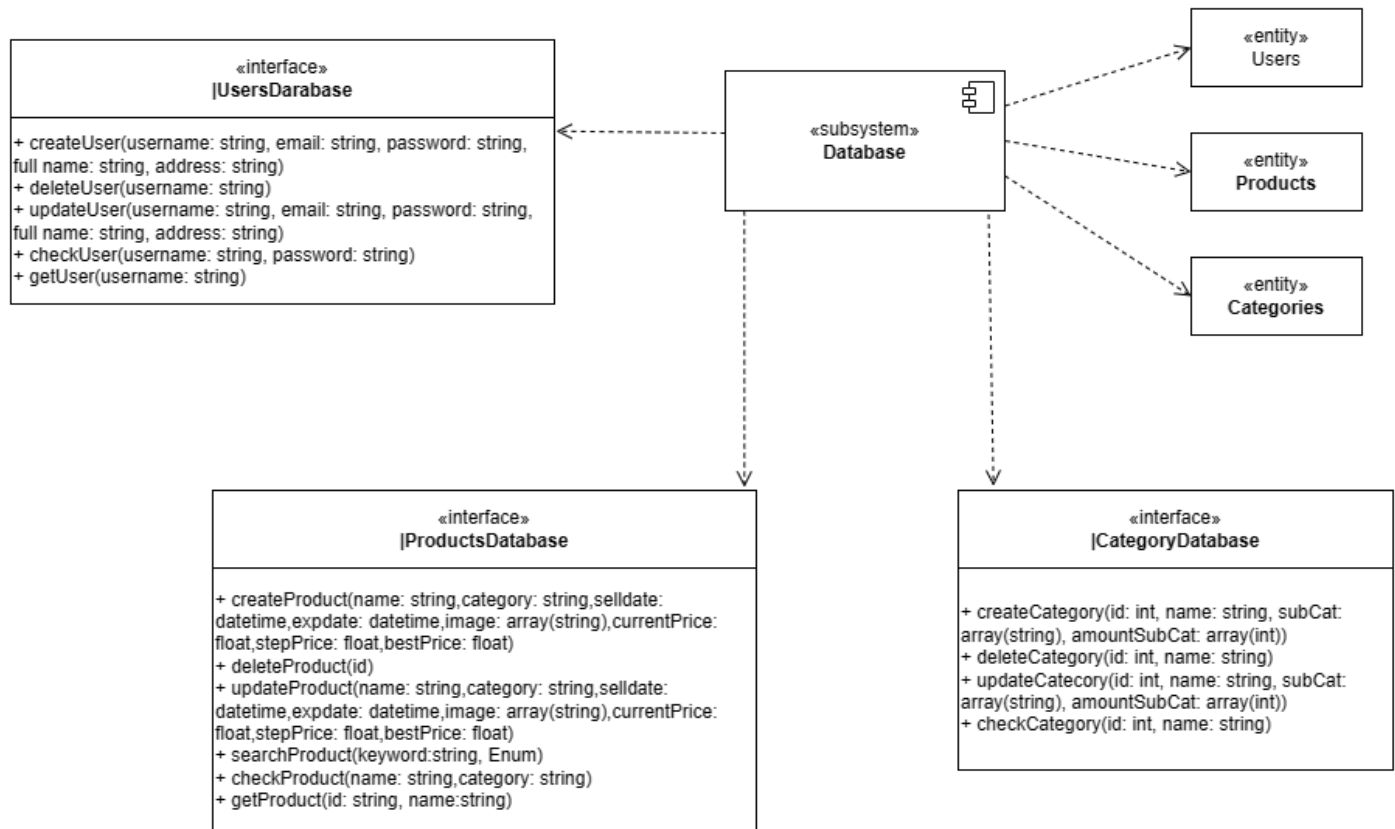 «interface»
|UsersDarabase
+ createUser(username: string, email: string, password: string,
full name: string, address: string)
+ deleteUser(username: string)
+ updateUser(username: string, email: string, password: string,
full name: string, address: string)
+ checkUser(username: string, password: string)
+ getUser(username: string)
«subsystem»
Database
«entity»
Users
«entity»
Products
«entity»
Categories
«interface»
|ProductsDatabase
+ createProduct(name: string,category: string,selldate:
datetime,expdate: datetime,image: array(string),currentPrice:
float,stepPrice: float,bestPrice: float)
+ deleteProduct(id)
+ updateProduct(name: string,category: string,selldate:
datetime,expdate: datetime,image: array(string),currentPrice:
float,stepPrice: float,bestPrice: float)
+ searchProduct(keyword:string, Enum)
+ checkProduct(name: string,category: string)
+ getProduct(id: string, name:string)
«interface»
|CategoryDatabase
+ createCategory(id: int, name: string, subCat:
array(string), amountSubCat: array(int))
+ deleteCategory(id: int, name: string)
+ updateCatecory(id: int, name: string, subCat:
array(string), amountSubCat: array(int))
+ checkCategory(id: int, name: string)